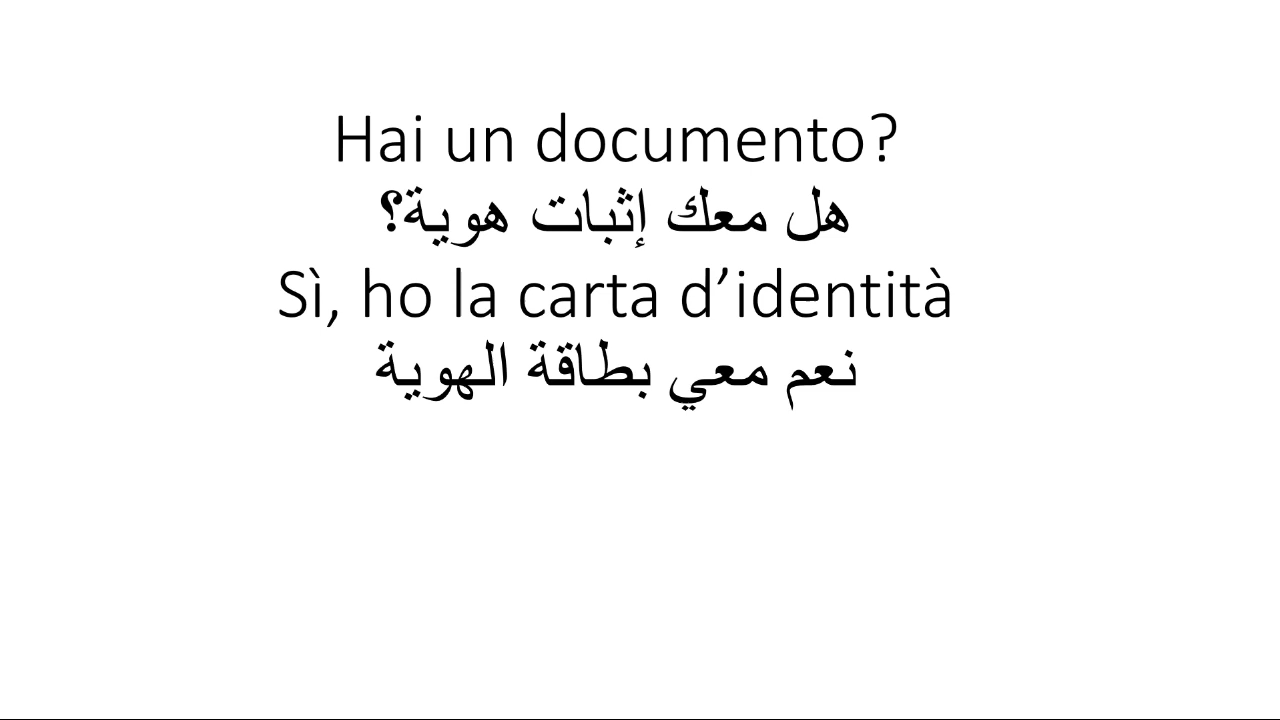 Hai un documento?
هل معك إثبات هوية؟
Sì, ho la carta d’identità
نعم معي بطاقة الهوية